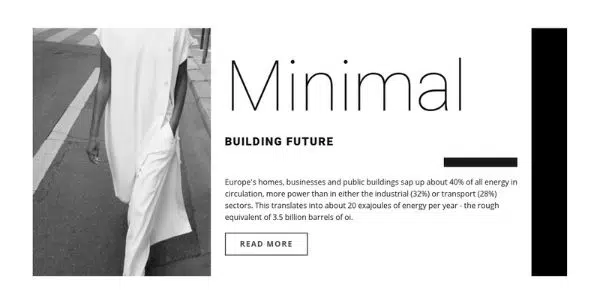 Minimal
BUILDING FUTURE
Europe's homes, businesses and public buildings sap up about 40% of all energy in
circulation, more power than in either the industrial (32%) or transport (28%)
sectors. This translates into about 20 exajoules of energy per year - the rough
equivalent of 3.5 billion barrels of oi.
READ MORE